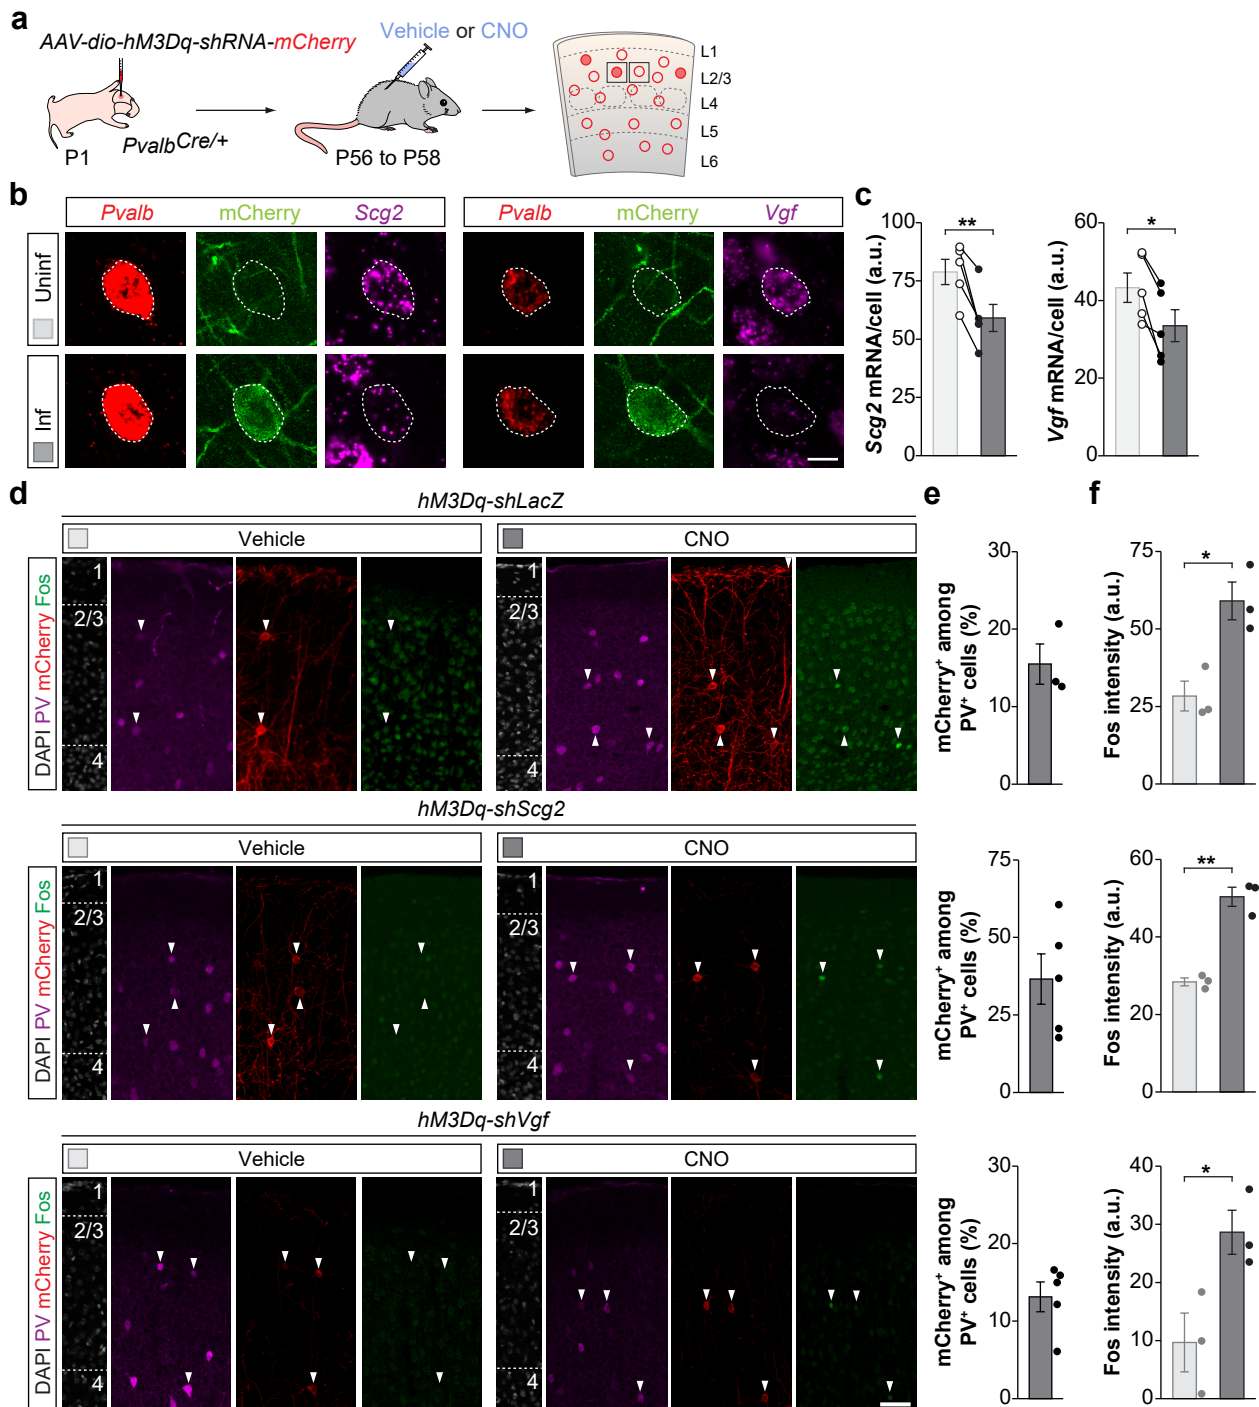 a
AAV-dio-hM3Dq-shRNA-mCherry
Vehicle or CNO
P1
Pvalb^Cre/+
P56 to P58
L1
L2/3
L4
L5
L6
b
Pvalb mCherry Scg2
Pvalb mCherry Vgf
Uninf
Inf
c
Scg2 mRNA/cell (a.u.)
100
75
50
25
0
**
Vgf mRNA/cell (a.u.)
60
40
20
0
*
d
hM3Dq-shLacZ
Vehicle
CNO
DAPI PV mCherry Fos
1
2/3
4
1
2/3
4
hM3Dq-shScg2
Vehicle
CNO
DAPI PV mCherry Fos
1
2/3
4
1
2/3
4
hM3Dq-shVgf
Vehicle
CNO
DAPI PV mCherry Fos
1
2/3
4
1
2/3
4
e
mCherry⁺ among
PV⁺ cells (%)
30
20
10
0
mCherry⁺ among
PV⁺ cells (%)
75
50
25
0
mCherry⁺ among
PV⁺ cells (%)
30
20
10
0
f
Fos intensity (a.u.)
75
50
25
0
*
Fos intensity (a.u.)
60
40
20
0
**
Fos intensity (a.u.)
40
30
20
10
0
*